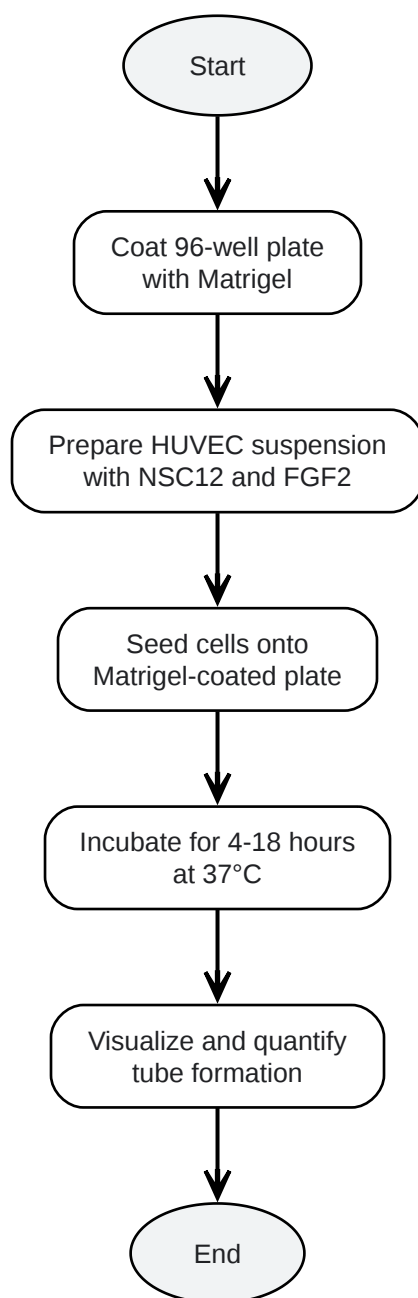 Start
Coat 96-well plate
with Matrigel
Prepare HUVEC suspension
with NSC12 and FGF2
Seed cells onto
Matrigel-coated plate
Incubate for 4-18 hours
at 37°C
Visualize and quantify
tube formation
End